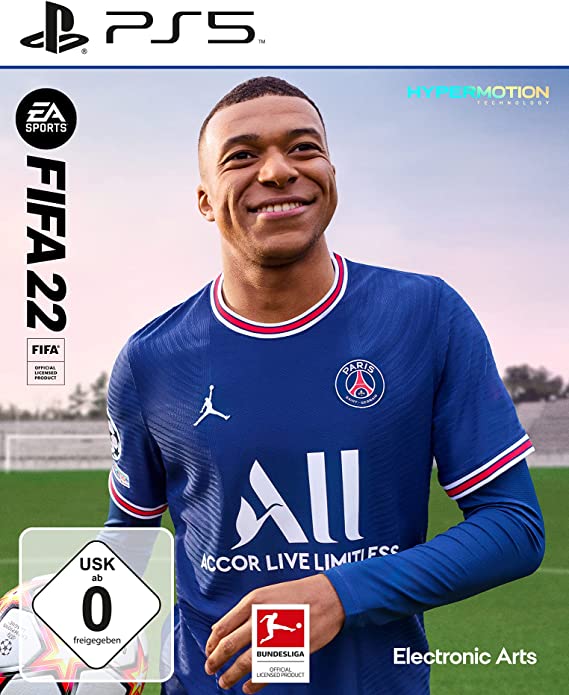 PS5
HYPERMOTION
TECHNOLOGY
EA
SPORTS
FIFA 22
FIFA
OFFICIAL
LICENSED
PRODUCT
PARIS
SAINT-GERMAIN
ALL
ACCOR LIVE LIMITLESS
USK
ab
0
freigegeben
BUNDESLIGA
OFFICIAL
LICENSED PRODUCT
Electronic Arts